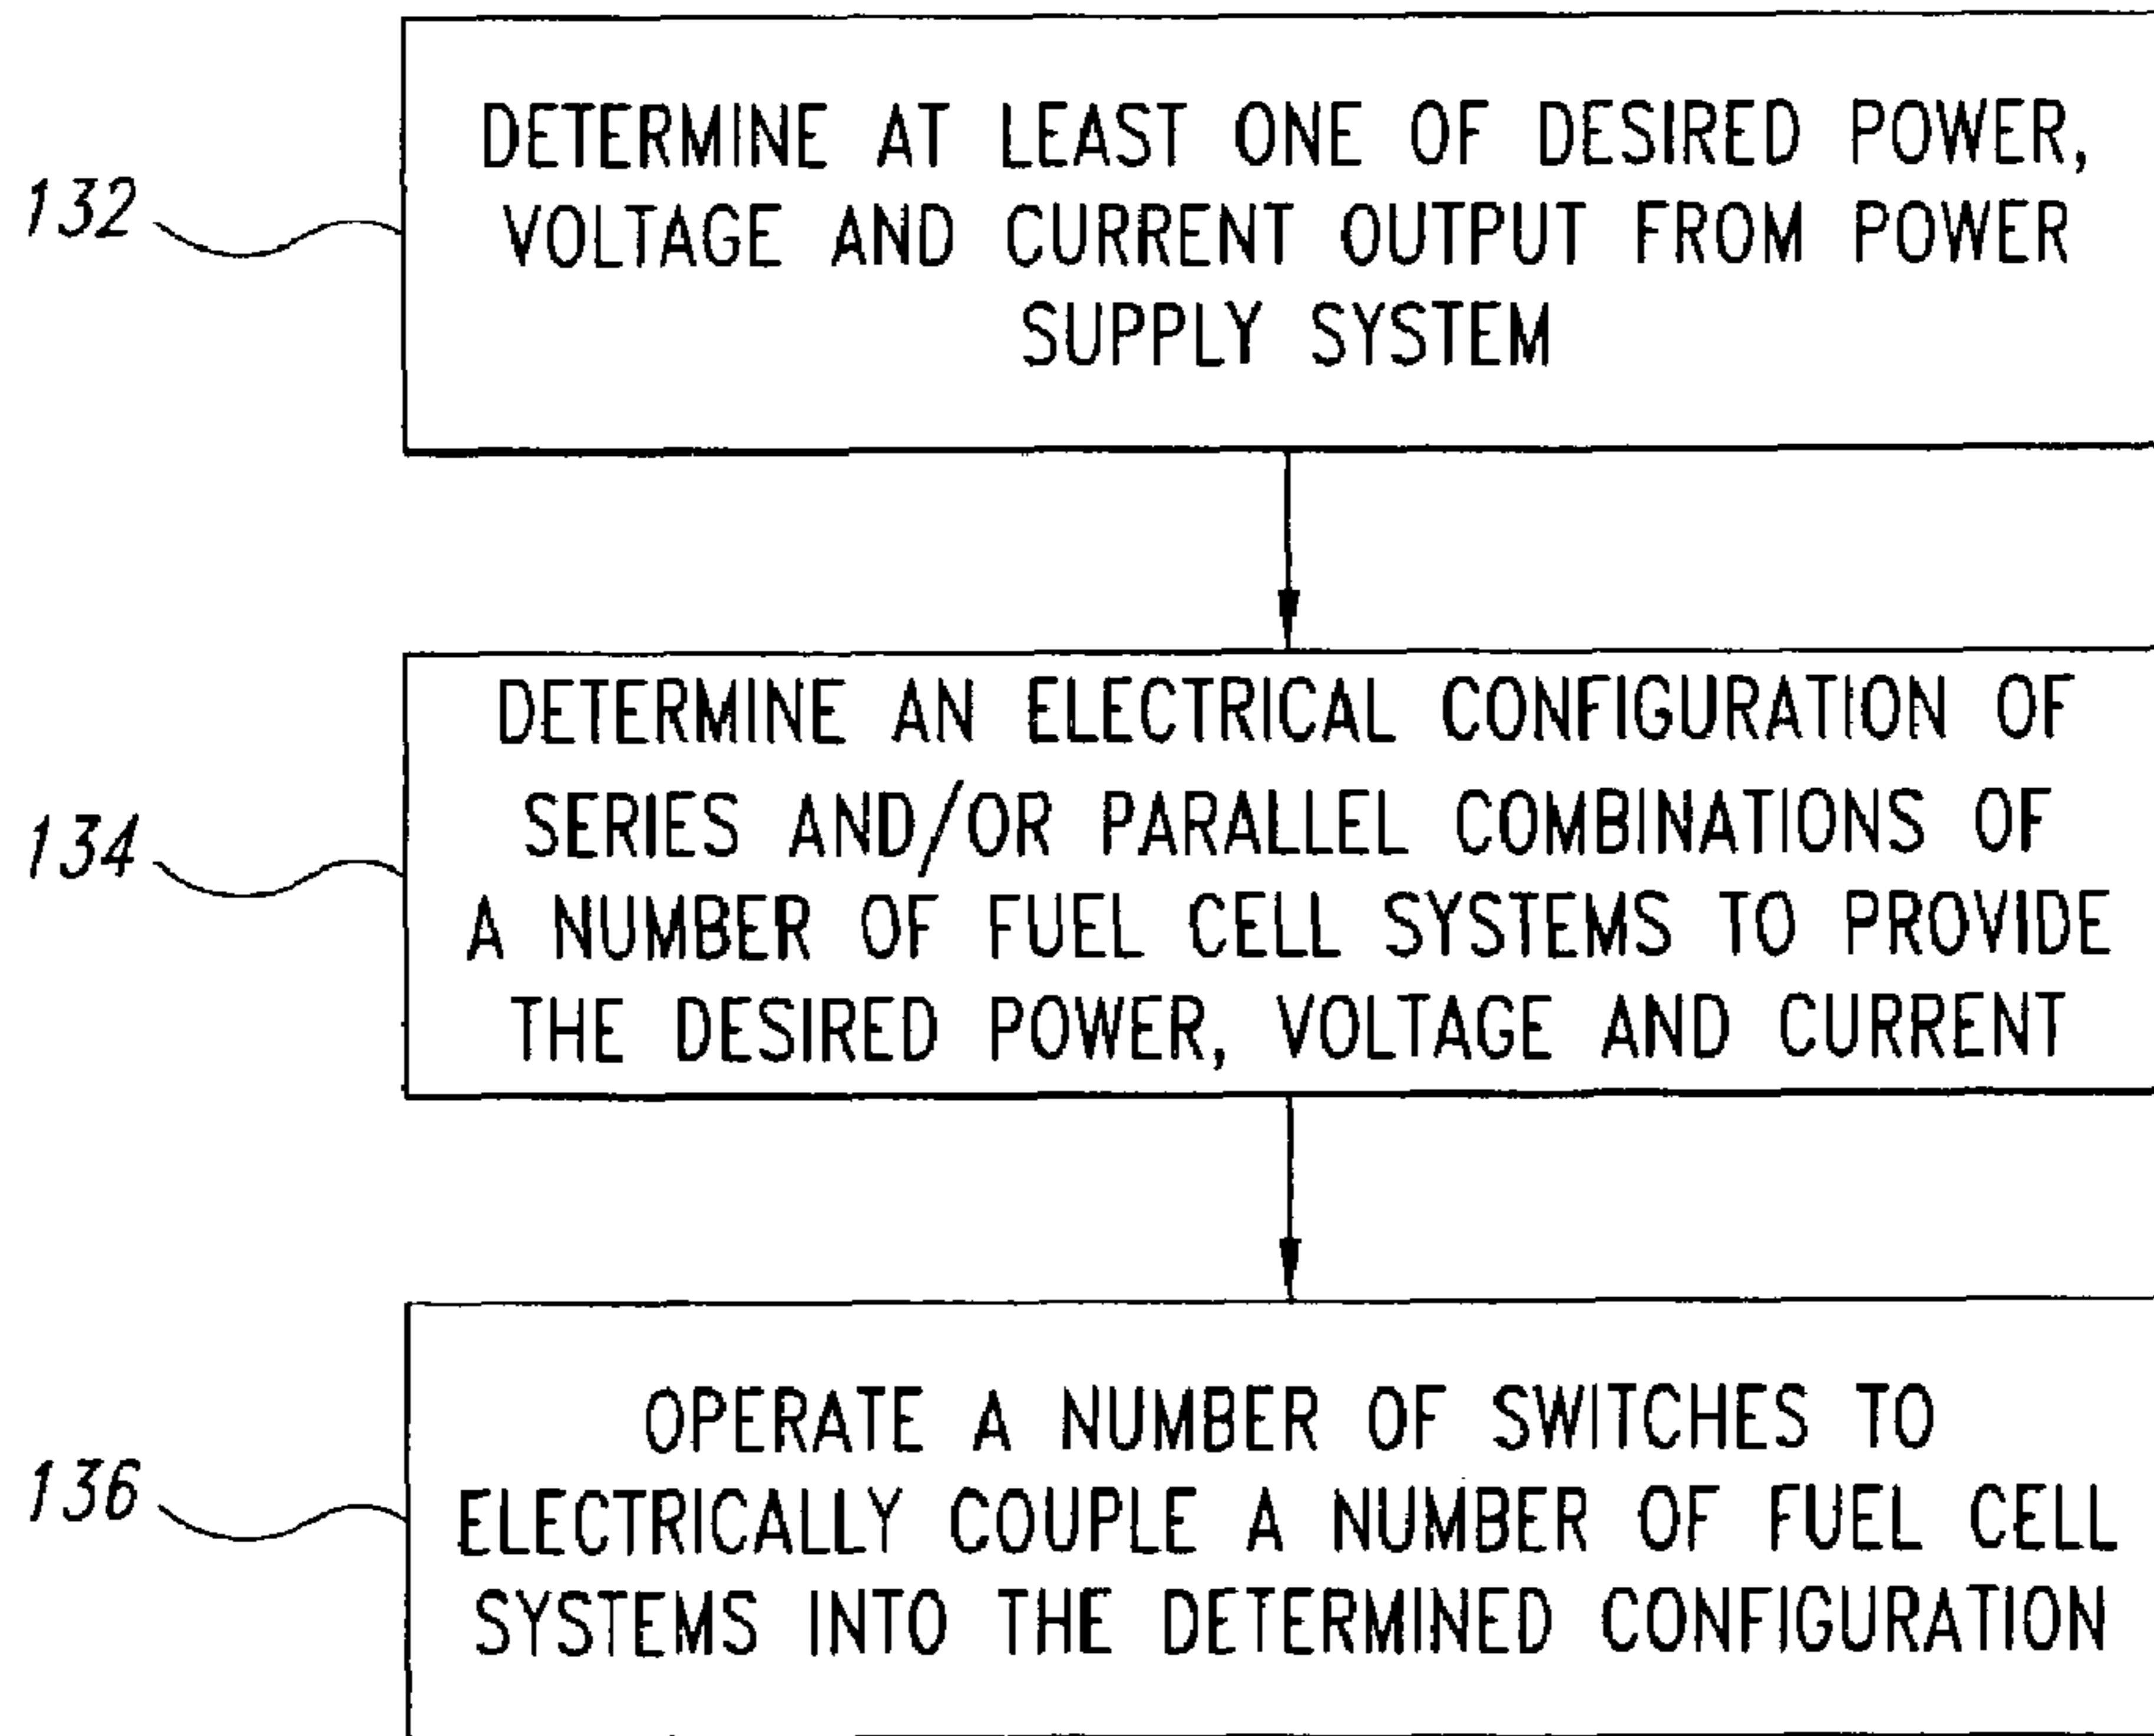 132
DETERMINE AT LEAST ONE OF DESIRED POWER,
VOLTAGE AND CURRENT OUTPUT FROM POWER
SUPPLY SYSTEM
134
DETERMINE AN ELECTRICAL CONFIGURATION OF
SERIES AND/OR PARALLEL COMBINATIONS OF
A NUMBER OF FUEL CELL SYSTEMS TO PROVIDE
THE DESIRED POWER, VOLTAGE AND CURRENT
136
OPERATE A NUMBER OF SWITCHES TO
ELECTRICALLY COUPLE A NUMBER OF FUEL CELL
SYSTEMS INTO THE DETERMINED CONFIGURATION